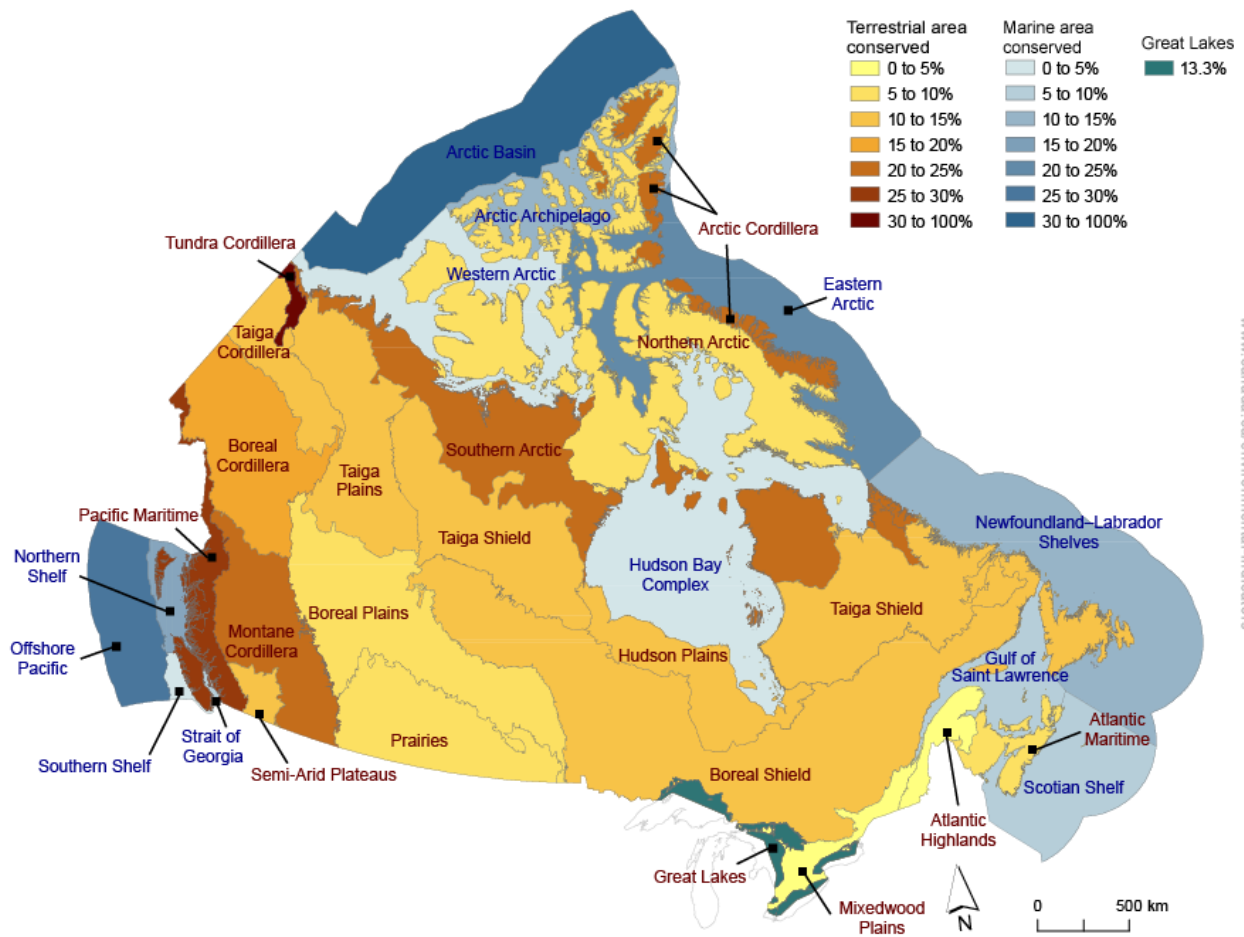 Terrestrial area
conserved
0 to 5%
5 to 10%
10 to 15%
15 to 20%
20 to 25%
25 to 30%
30 to 100%
Marine area
conserved
0 to 5%
5 to 10%
10 to 15%
15 to 20%
20 to 25%
25 to 30%
30 to 100%
Great Lakes
13.3%
Arctic Basin
Arctic Archipelago
Arctic Cordillera
Tundra Cordillera
Western Arctic
Eastern
Arctic
Taiga
Cordillera
Northern Arctic
Boreal
Cordillera
Southern Arctic
Taiga
Plains
Pacific Maritime
Taiga Shield
Newfoundland–Labrador
Shelves
Northern
Shelf
Hudson Bay
Complex
Boreal Plains
Taiga Shield
Offshore
Pacific
Montane
Cordillera
Hudson Plains
Gulf of
Saint Lawrence
Strait of
Georgia
Prairies
Atlantic
Maritime
Southern Shelf
Semi-Arid Plateaus
Boreal Shield
Scotian Shelf
Atlantic
Highlands
Great Lakes
Mixedwood
Plains
N
0
500 km